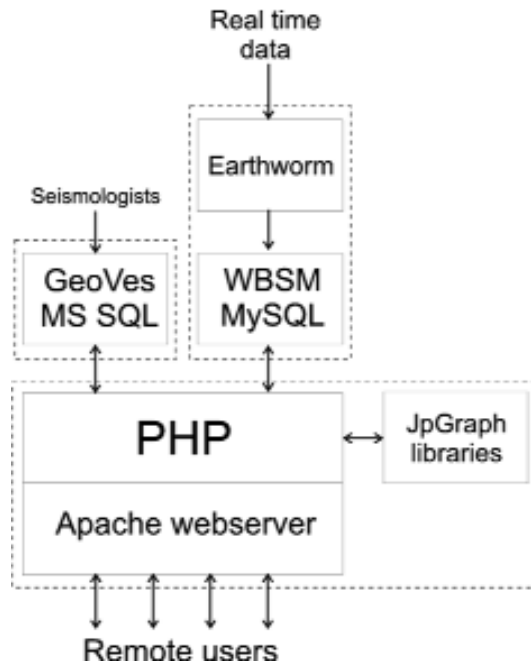 Real time
data
Earthworm
Seismologists
GeoVes
MS SQL
WBSM
MySQL
PHP
JpGraph
libraries
Apache webserver
Remote users